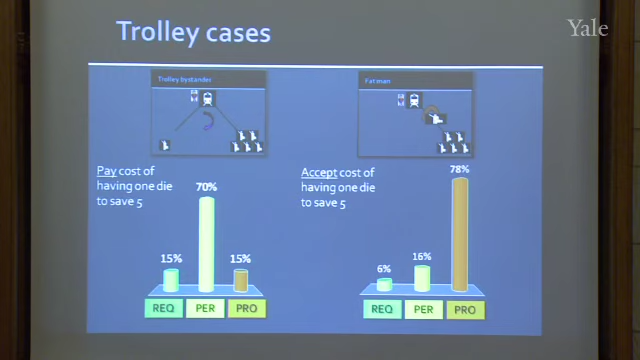 Trolley cases
Yale
Trolley bystander
Fat man
Pay cost of
having one die
to save 5
70%
15%
15%
REQ
PER
PRO
Accept cost of
having one die
to save 5
78%
6%
16%
REQ
PER
PRO